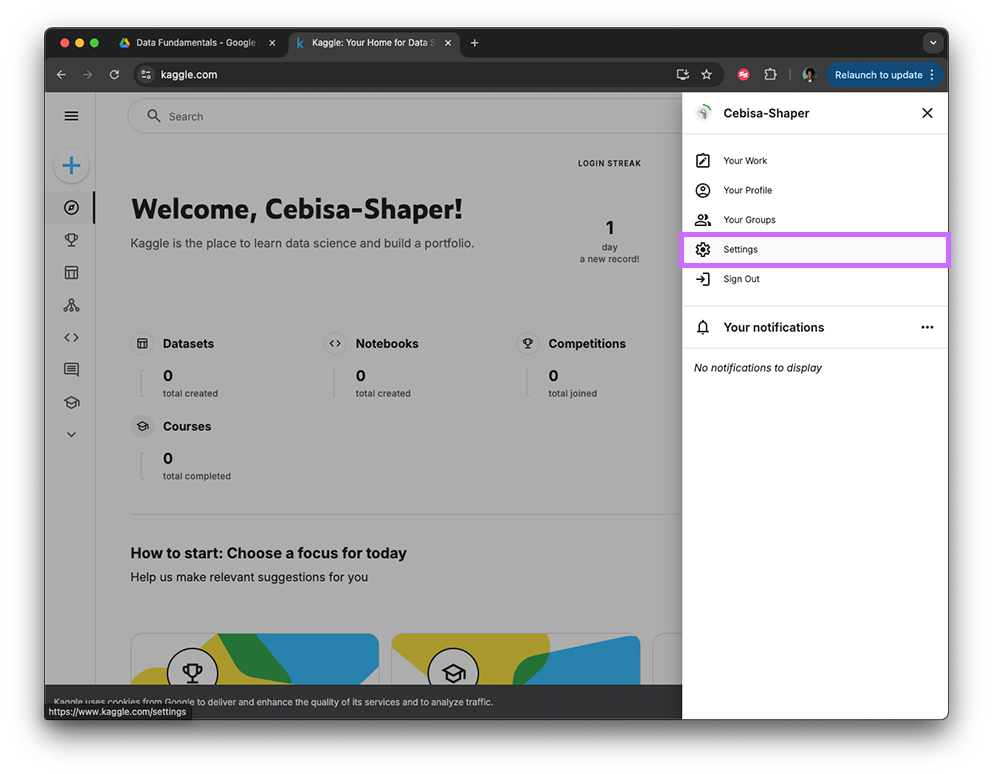 Data Fundamentals - Google
Kaggle: Your Home for Data S
kaggle.com
Relaunch to update
Search
Cebisa-Shaper
Your Work
Your Profile
Your Groups
Settings
Sign Out
Your notifications
No notifications to display
LOGIN STREAK
Welcome, Cebisa-Shaper!
Kaggle is the place to learn data science and build a portfolio.
1
day
a new record!
Datasets
0
total created
Notebooks
0
total created
Competitions
0
total joined
Courses
0
total completed
How to start: Choose a focus for today
Help us make relevant suggestions for you
Kaggle uses cookies from Google to deliver and enhance the quality of its services and to analyze traffic.
https://www.kaggle.com/settings